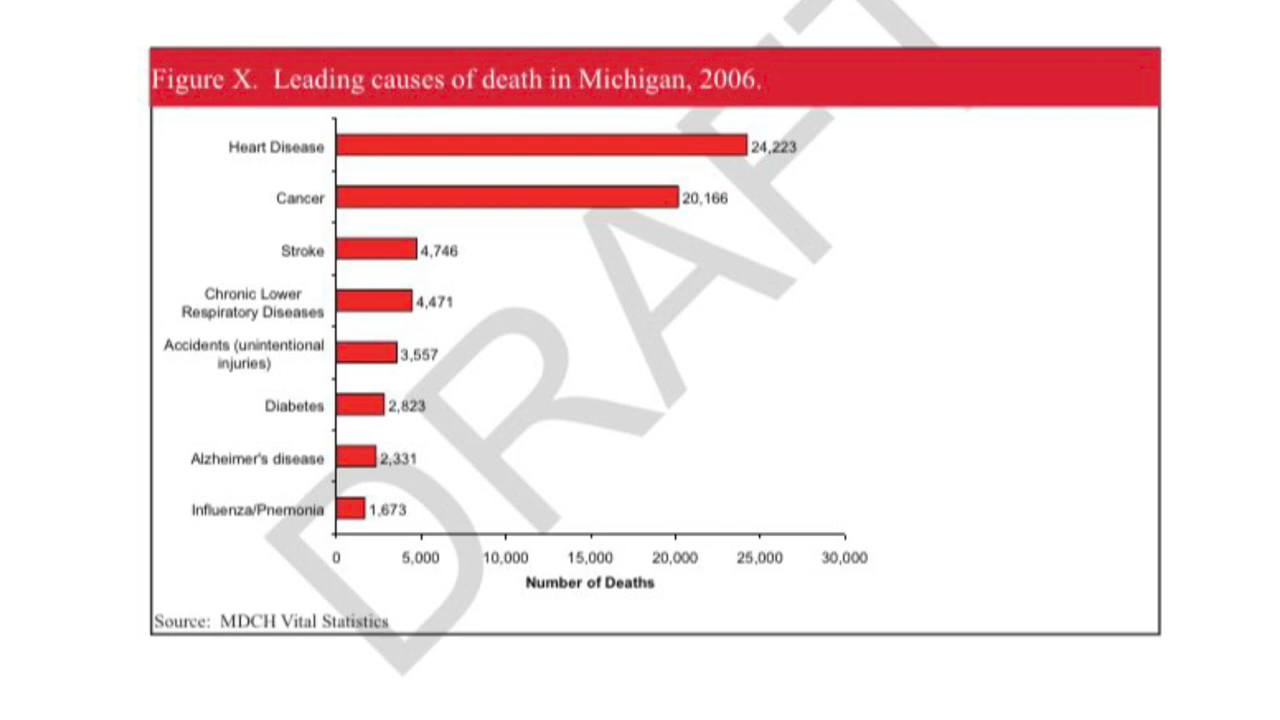 Figure X. Leading causes of death in Michigan, 2006.
Heart Disease
24,223
Cancer
20,166
Stroke
4,746
Chronic Lower
Respiratory Diseases
4,471
Accidents (unintentional
injuries)
3,557
Diabetes
2,823
Alzheimer's disease
2,331
Influenza/Pnemonia
1,673
0 5,000 10,000 15,000 20,000 25,000 30,000
Number of Deaths
Source: MDCH Vital Statistics
DRAFT